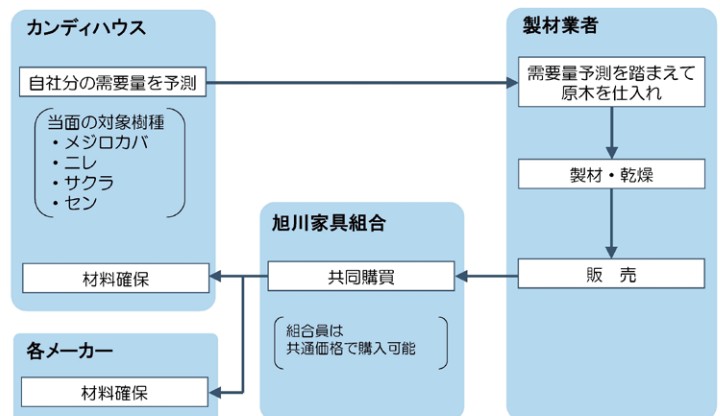 カンディハウス
自社分の需要量を予測
当面の対象樹種
・メジロカバ
・ニレ
・サクラ
・セン
材料確保
各メーカー
材料確保
旭川家具組合
共同購買
組合員は
共通価格で購入可能
製材業者
需要量予測を踏まえて
原木を仕入れ
製材・乾燥
販 売